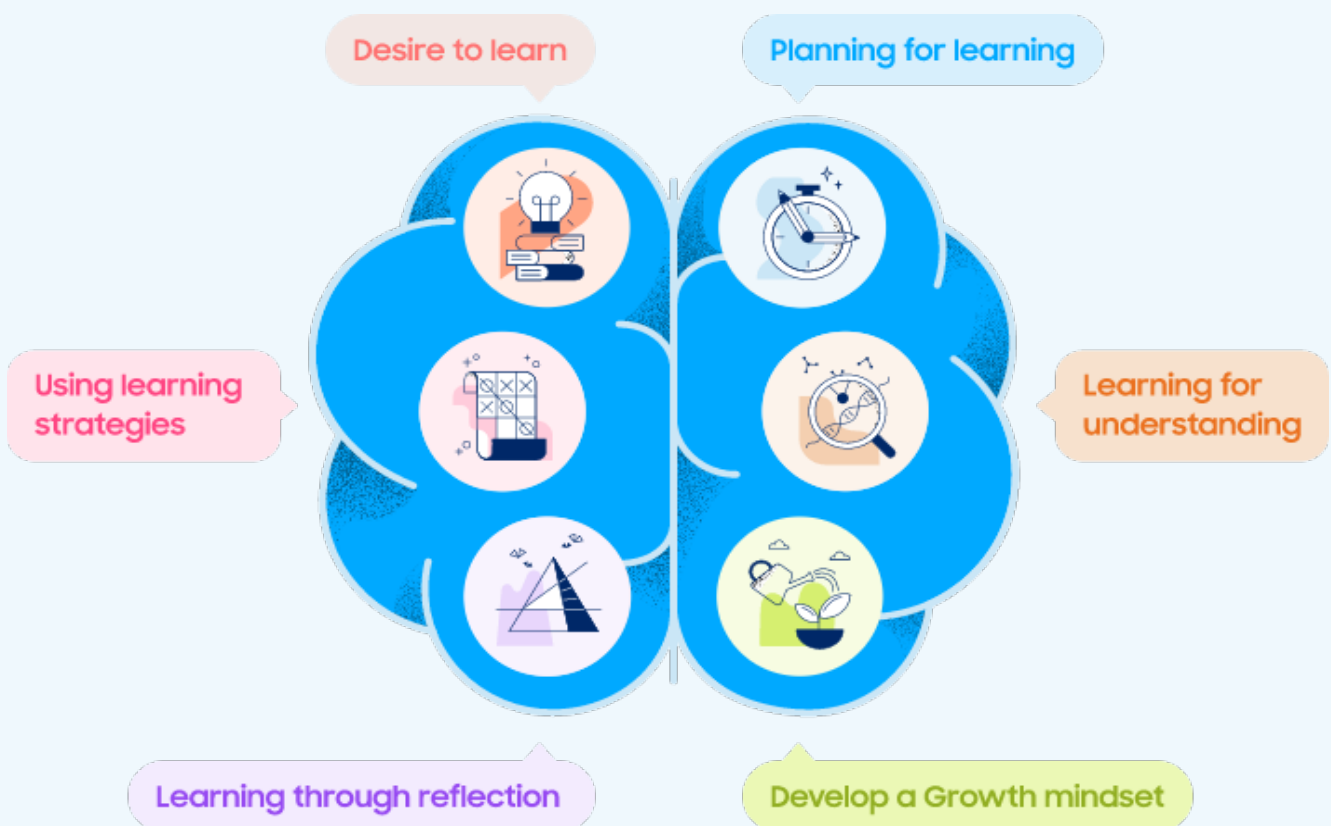 Desire to learn
Planning for learning
Using learning
strategies
Learning for
understanding
Learning through reflection
Develop a Growth mindset